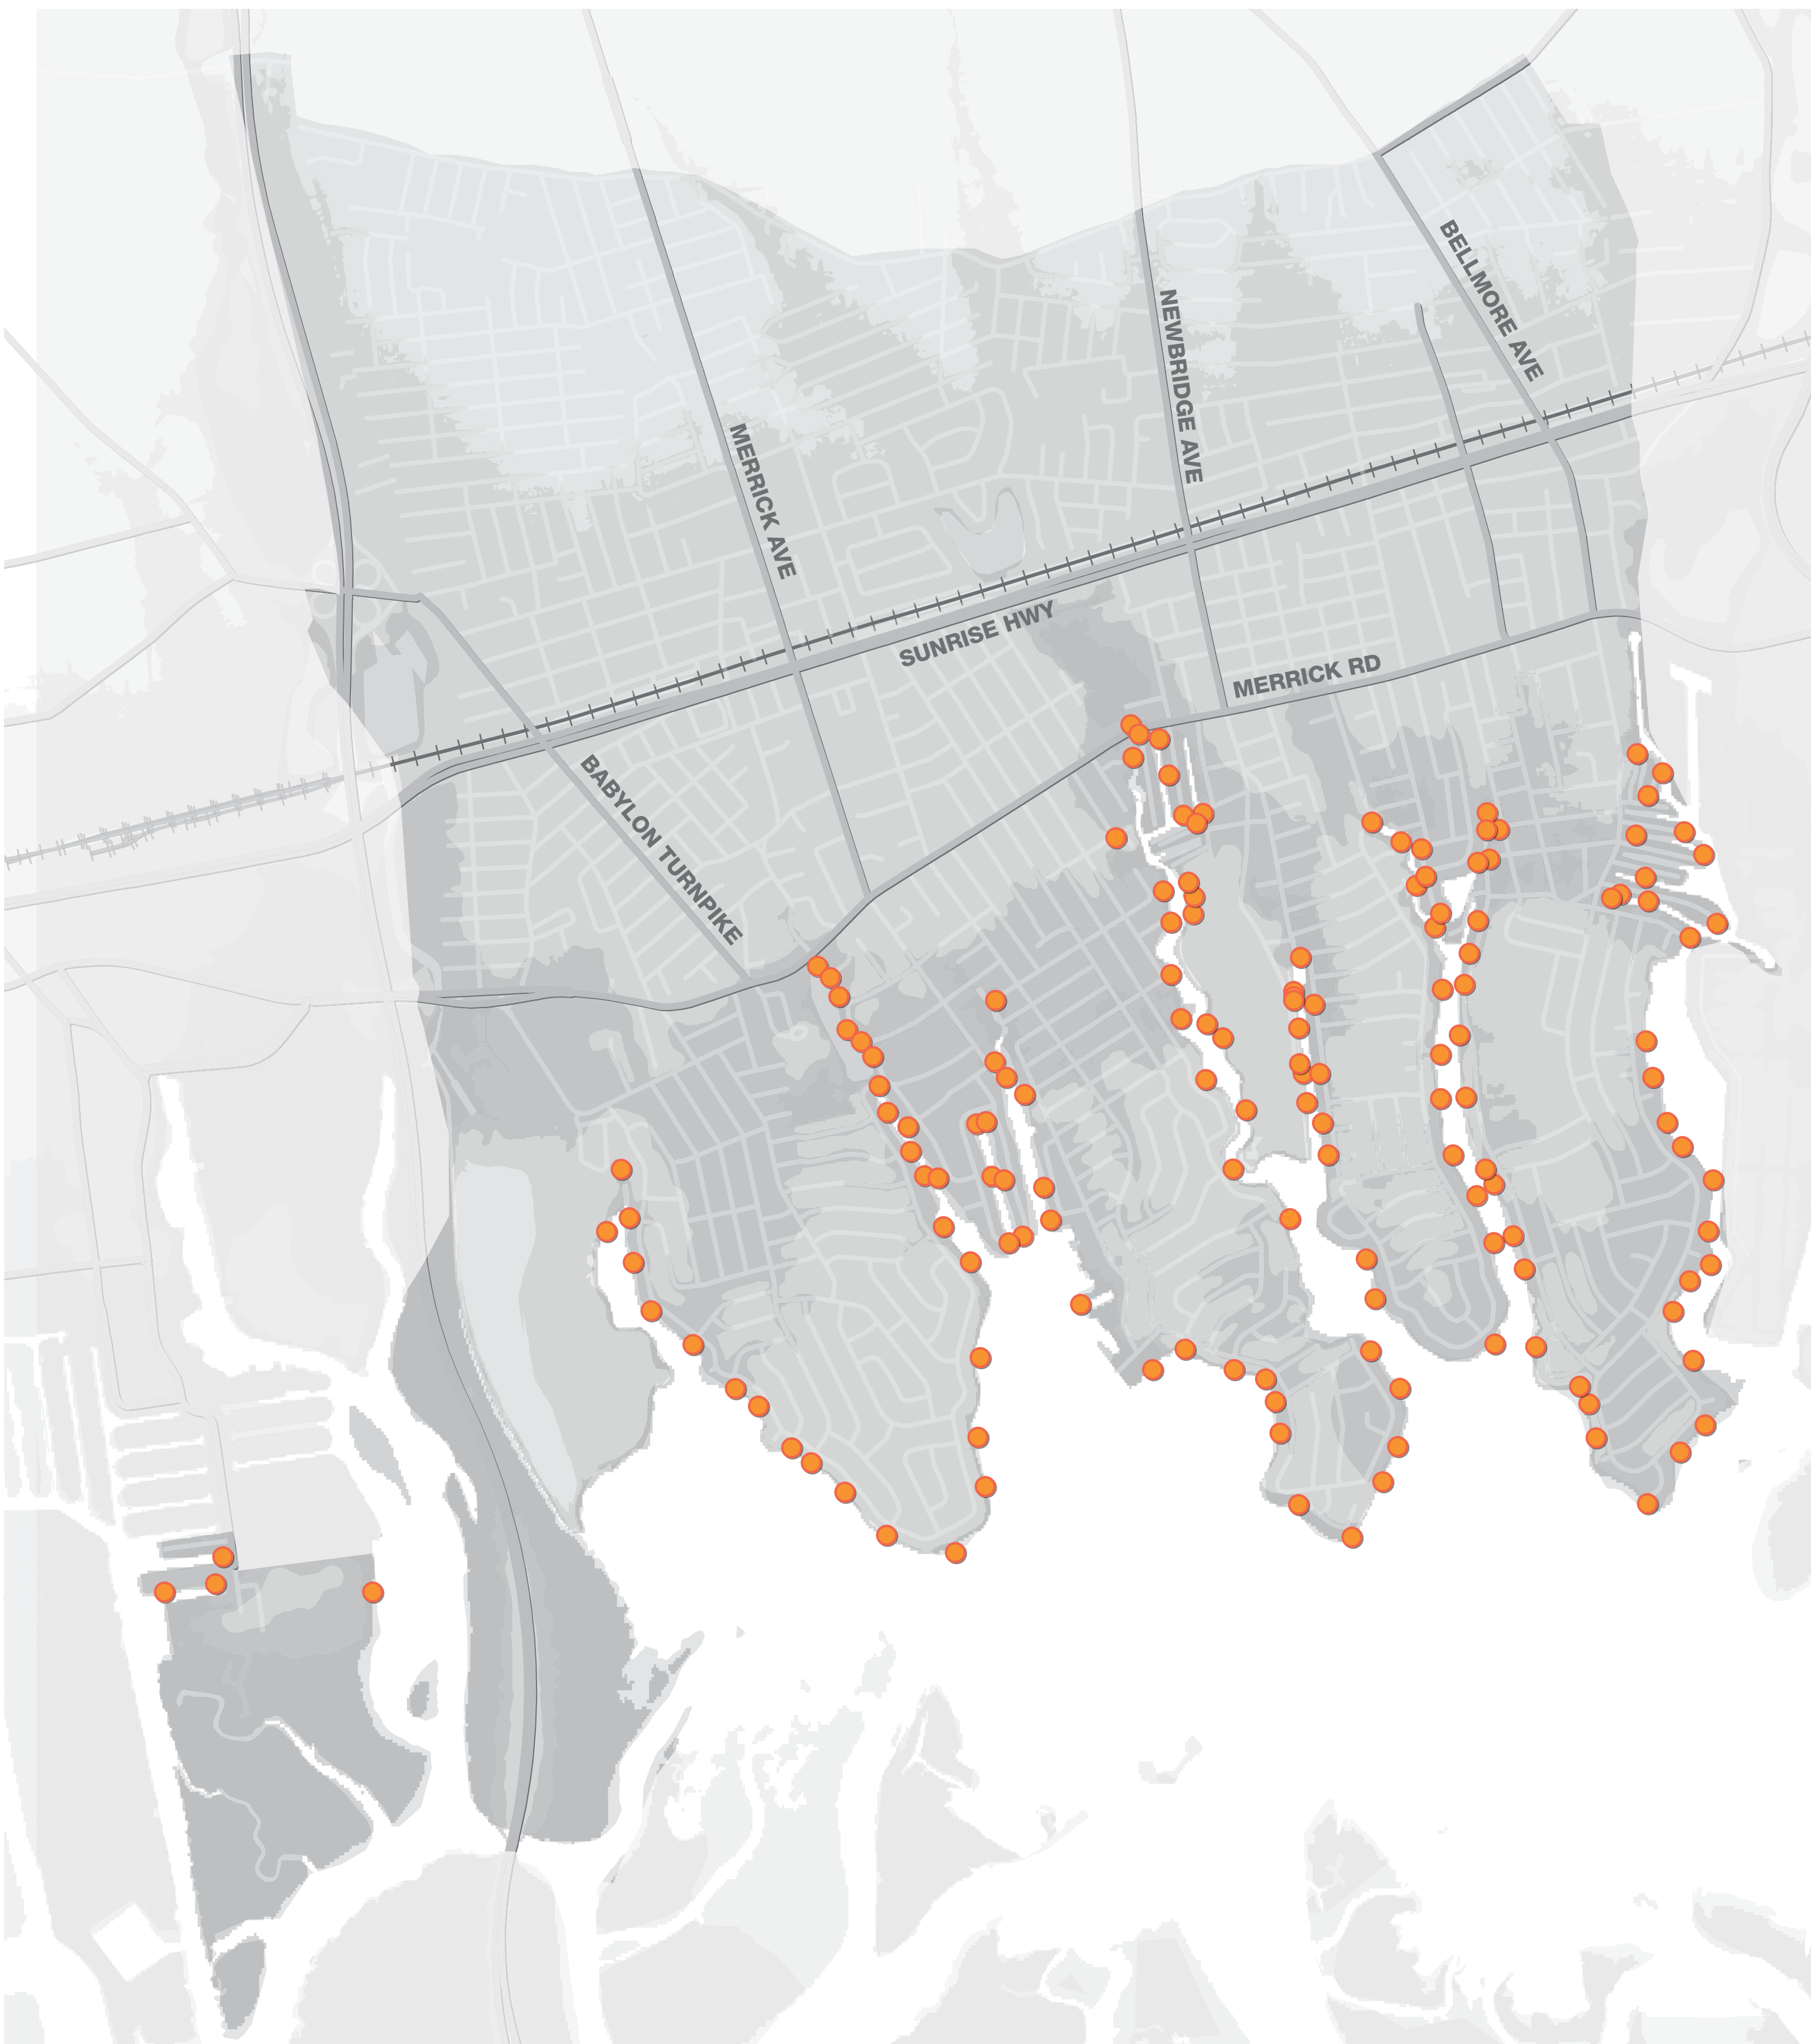 BELLMORE AVE
NEWBRIDGE AVE
MERRICK AVE
SUNRISE HWY
MERRICK RD
BABYLON TURNPIKE